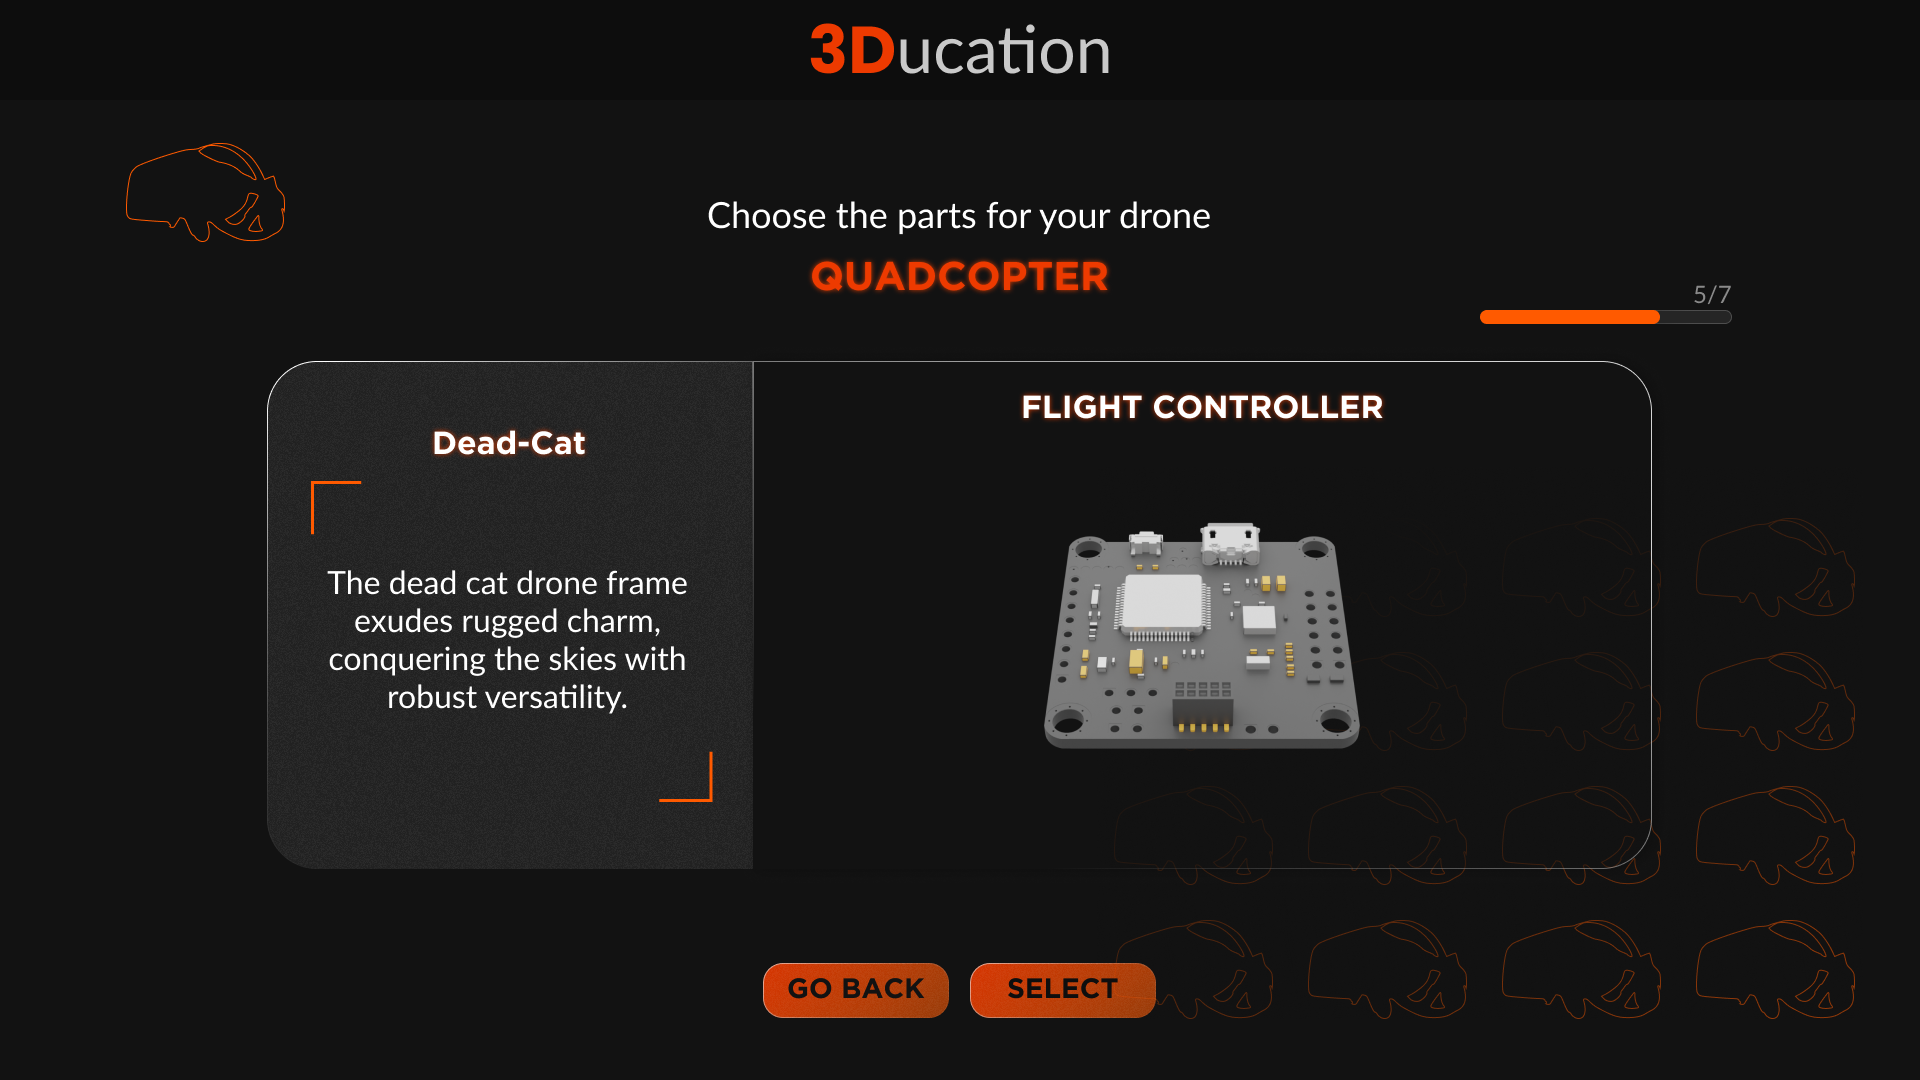 3Ducation
Choose the parts for your drone
QUADCOPTER
5/7
Dead-Cat
The dead cat drone frame
exudes rugged charm,
conquering the skies with
robust versatility.
FLIGHT CONTROLLER
GO BACK
SELECT